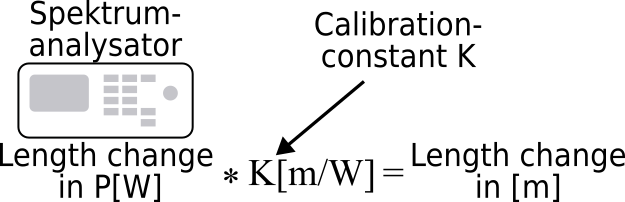 Spektrum-
analysator
Calibration-
constant K
Length change
in P[W]
* K[m/W] =
Length change
in [m]